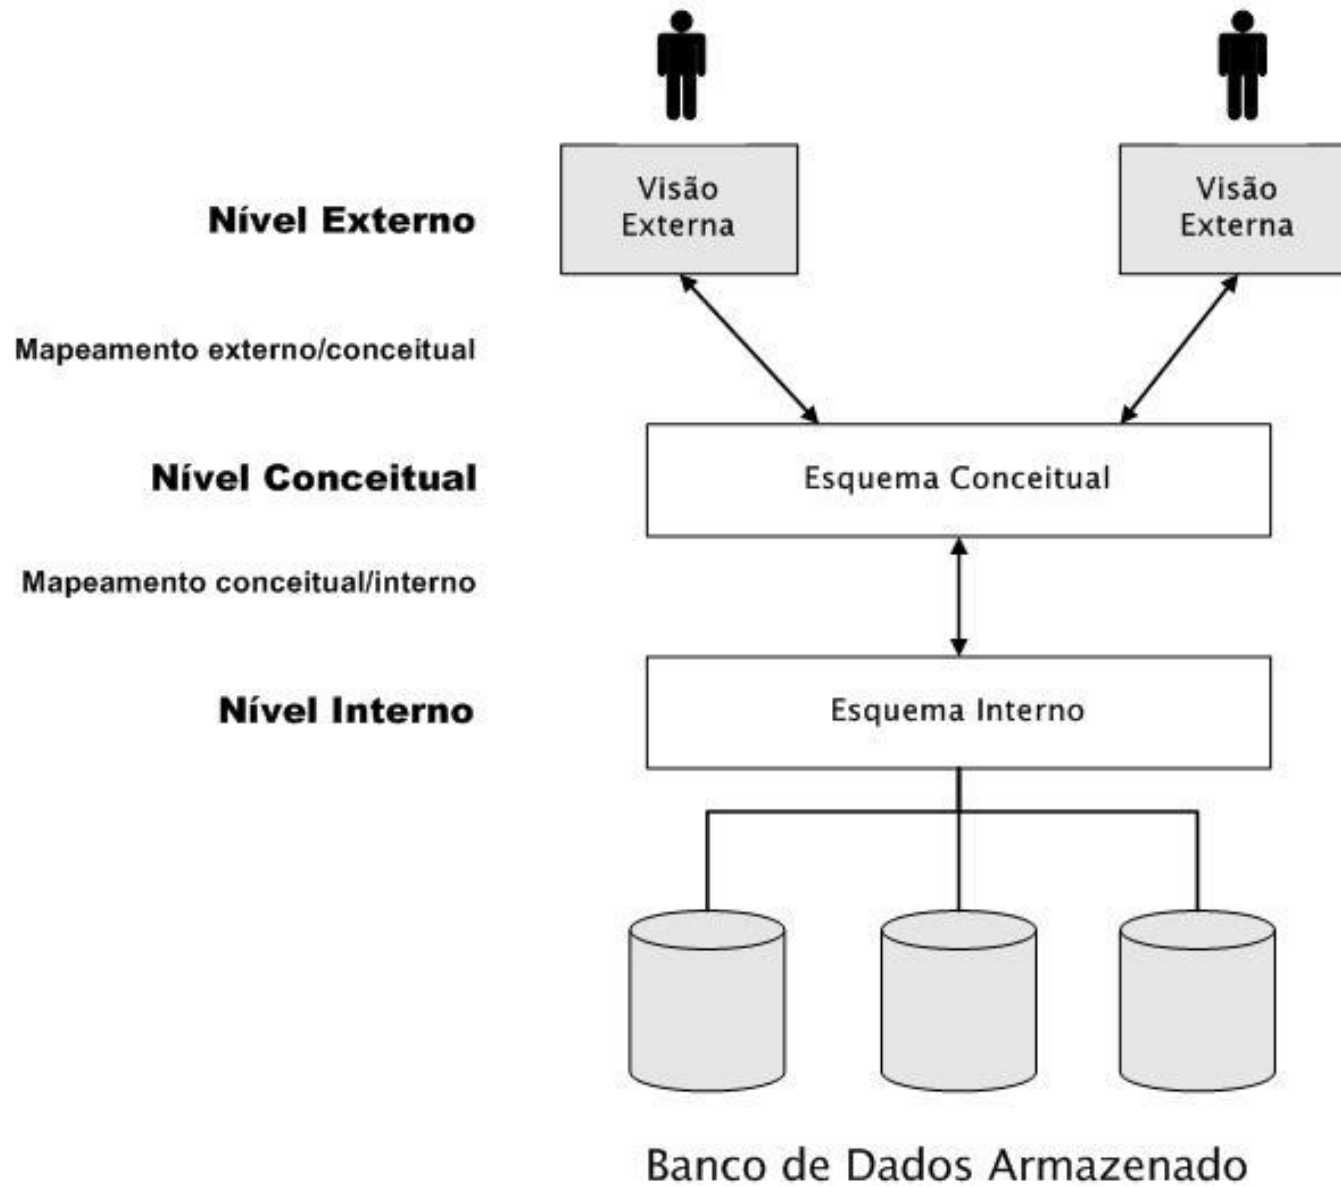 Visão
Externa
Visão
Externa
Nível Externo
Mapeamento externo/conceitual
Nível Conceitual
Esquema Conceitual
Mapeamento conceitual/interno
Nível Interno
Esquema Interno
Banco de Dados Armazenado